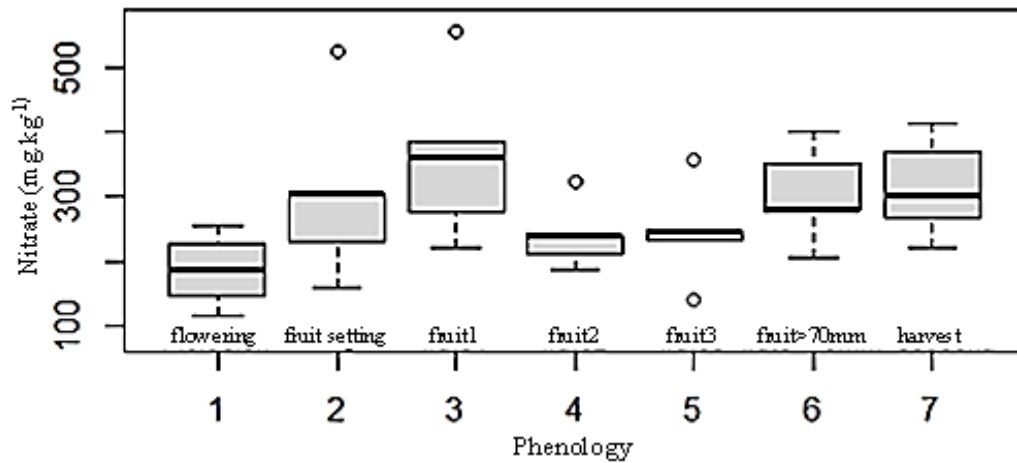 Nitrate (mg.kg-1)
500
300
100
flowering fruit setting fruit1 fruit2 fruit3 fruit>70mm harvest
1 2 3 4 5 6 7
Phenology